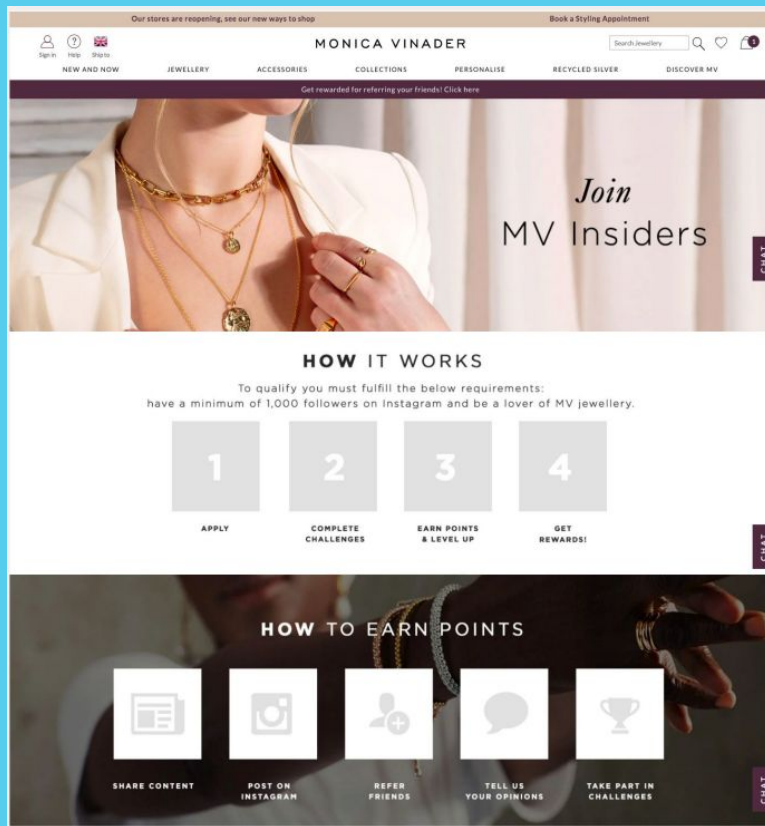 Our stores are reopening, see our new ways to shop
Book a Styling Appointment
Sign in
Help
Ship to
MONICA VINADER
Search Jewellery
1
NEW AND NOW
JEWELLERY
ACCESSORIES
COLLECTIONS
PERSONALISE
RECYCLED SILVER
DISCOVER MV
Get rewarded for referring your friends! Click here
Join
MV Insiders
CHAT
HOW IT WORKS
To qualify you must fulfill the below requirements:
have a minimum of 1,000 followers on Instagram and be a lover of MV jewellery.
1
2
3
4
APPLY
COMPLETE
CHALLENGES
EARN POINTS
& LEVEL UP
GET
REWARDS!
CHAT
HOW TO EARN POINTS
SHARE CONTENT
POST ON
INSTAGRAM
REFER
FRIENDS
TELL US
YOUR OPINIONS
TAKE PART IN
CHALLENGES
CHAT